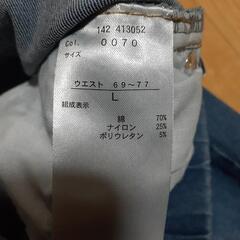 142 413052
Col. 0070
サイズ
ウエスト 69~77
L
組成表示
綿 70%
ナイロン 25%
ポリウレタン 5%